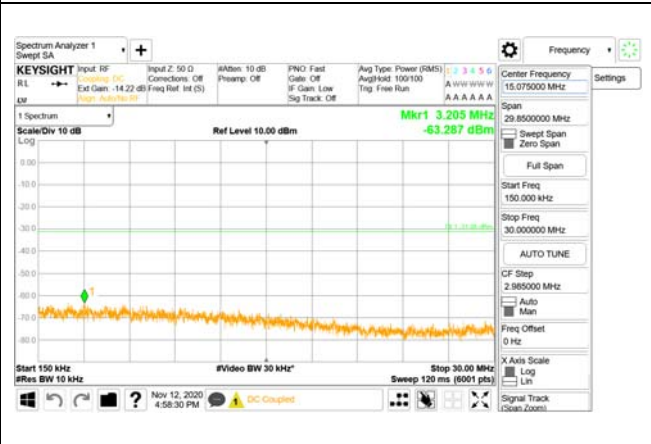 Spectrum Analyzer 1
Swept SA
Frequency
KEYSIGHT
RL
Input: RF
Coupling: DC
Ext Gain: -14.22 dB
Align: Auto/No RF
Input Z: 50 Ω
Corrections: Off
Freq Ref: Int (S)
#Atten: 10 dB
Preamp: Off
PNO: Fast
Gate: Off
IF Gain: Low
Sig Track: Off
Avg Type: Power (RMS)
Avg|Hold: 100/100
Trig: Free Run
1 2 3 4 5 6
A W W W W W
A A A A A A
1 Spectrum
Scale/Div 10 dB
Log
Ref Level 10.00 dBm
Mkr1 3.205 MHz
-63.287 dBm
0.00
-10.0
-20.0
-30.0
-40.0
-50.0
-60.0
-70.0
-80.0
1
Start 150 kHz
#Res BW 10 kHz
#Video BW 30 kHz*
Stop 30.00 MHz
Sweep 120 ms (6001 pts)
Nov 12, 2020
4:58:30 PM
DC Coupled
Center Frequency
15.075000 MHz
Settings
Span
29.8500000 MHz
Swept Span
Zero Span
Full Span
Start Freq
150.000 kHz
Stop Freq
30.000000 MHz
AUTO TUNE
CF Step
2.985000 MHz
Auto
Man
Freq Offset
0 Hz
X Axis Scale
Log
Lin
Signal Track
(Span Zoom)